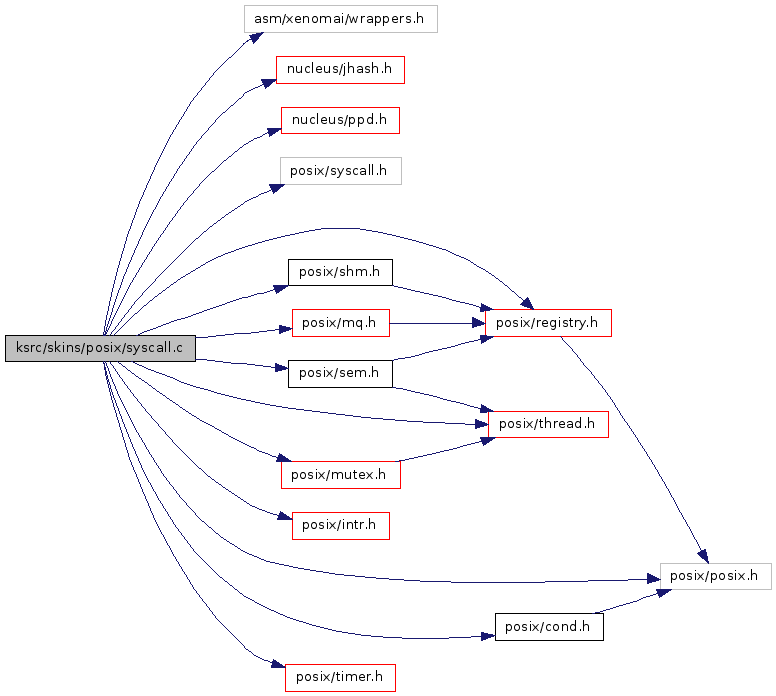 asm/xenomai/wrappers.h
nucleus/jhash.h
nucleus/ppd.h
posix/syscall.h
posix/shm.h
posix/mq.h
posix/registry.h
ksrc/skins/posix/syscall.c
posix/sem.h
posix/thread.h
posix/mutex.h
posix/intr.h
posix/posix.h
posix/cond.h
posix/timer.h